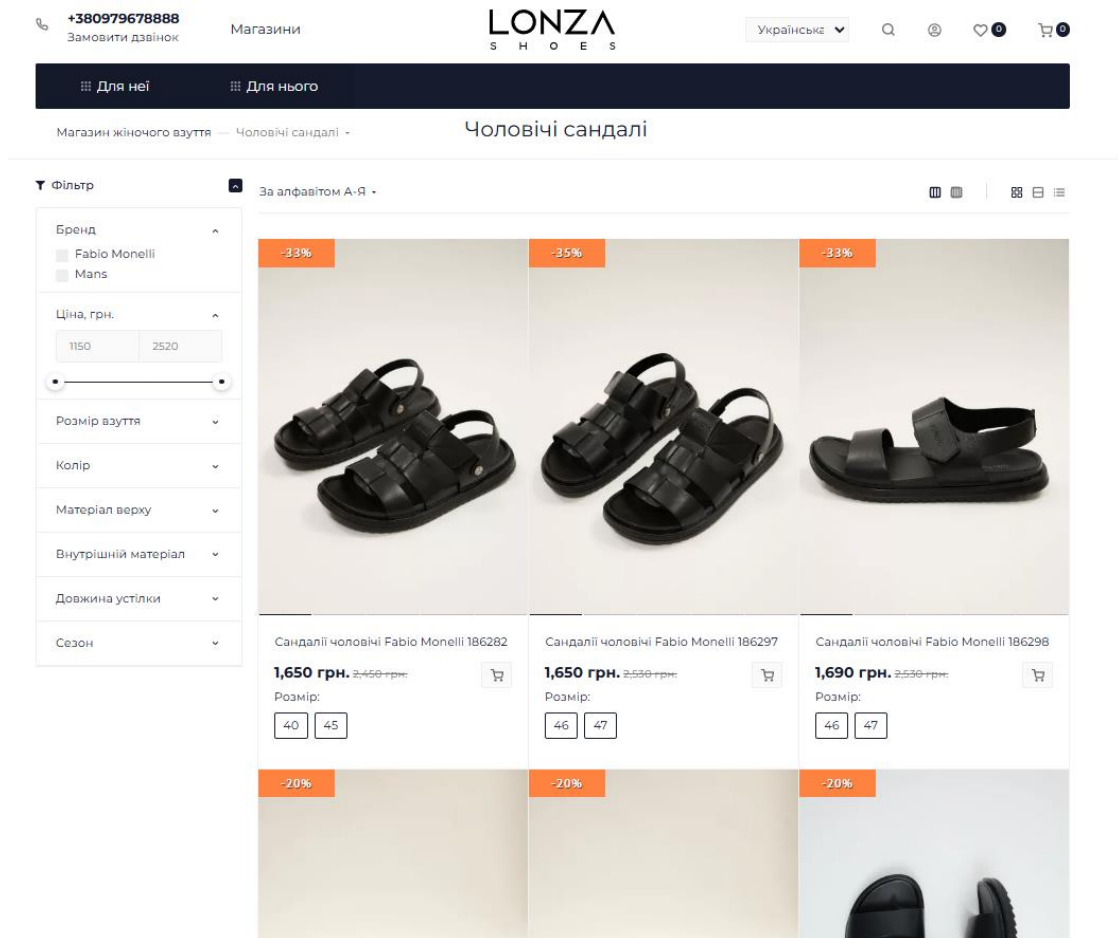 +380979678888
Замовити дзвінок
Магазини
LONZA
SHOES
Українська
0
0
Для неї
Для нього
Магазин жіночого взуття — Чоловічі сандалі
Чоловічі сандалі
Фільтр
За алфавітом А-Я
Бренд
Fabio Monelli
Mans
Ціна, грн.
1150
2520
Розмір взуття
Колір
Матеріал верху
Внутрішній матеріал
Довжина устілки
Сезон
-33%
-35%
-33%
Сандалії чоловічі Fabio Monelli 186282
1,650 грн. 2,450 грн.
Розмір:
40 45
Сандалії чоловічі Fabio Monelli 186297
1,650 грн. 2,530 грн.
Розмір:
46 47
Сандалії чоловічі Fabio Monelli 186298
1,690 грн. 2,530 грн.
Розмір:
46 47
-20%
-20%
-20%